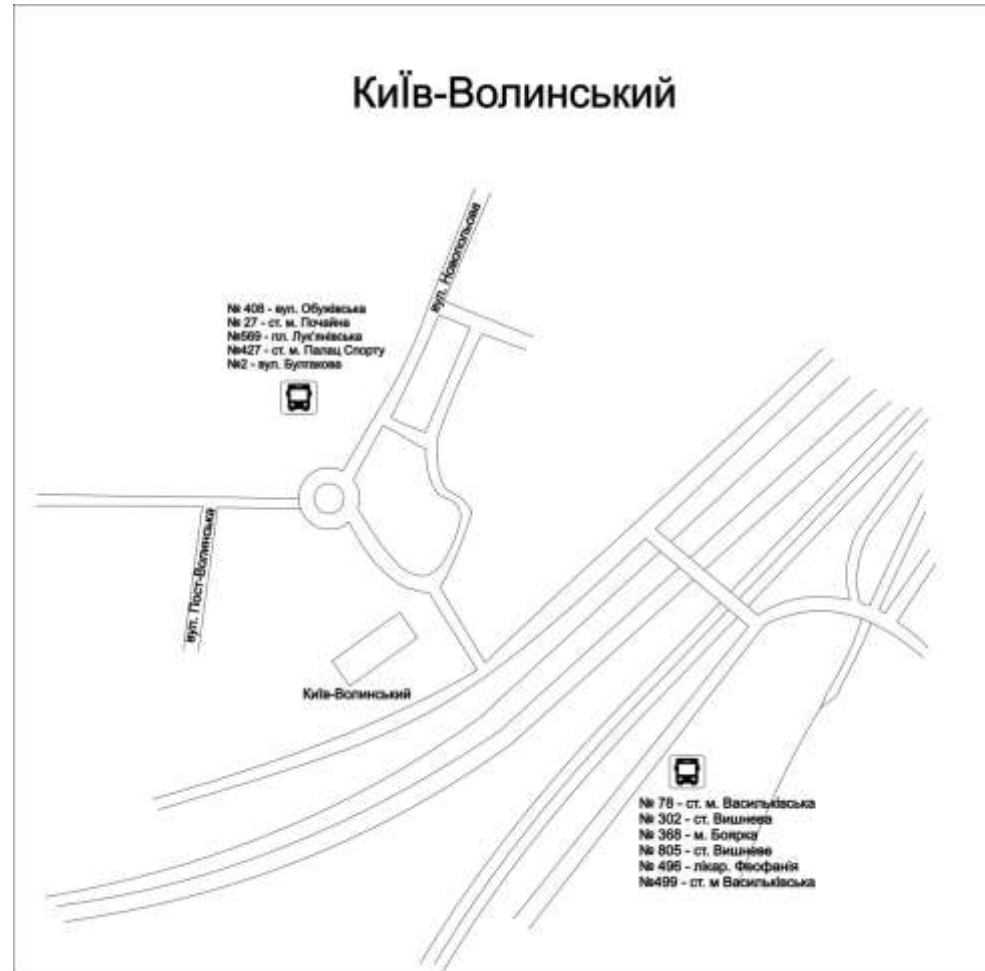 КиЇв-Волинський
вул. Новопольова
№ 408 - вул. Обужівська
№ 27 - ст. м. Почайна
№569 - пл. Лук'янівська
№427 - ст. м. Палац Спорту
№2 - вул. Булгакова
вул. Пост-Волинська
Київ-Волинський
№ 78 - ст. м. Васильківська
№ 302 - ст. Вишнева
№ 368 - м. Боярка
№ 805 - ст. Вишневе
№ 496 - лікар. Феофанія
№499 - ст. м Васильківська